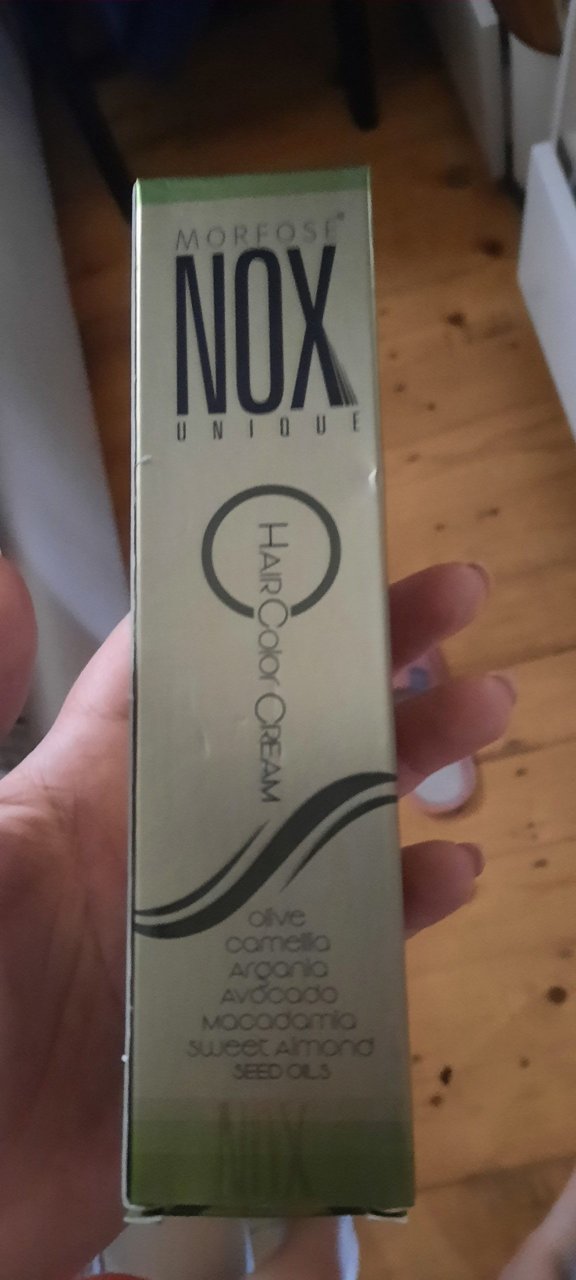 MORFOSE®
NOX
UNIQUE
HAIR Color CREAM
olive
camellia
Argania
Avocado
Macadamia
sweet Almond
SEED OILS
NOX